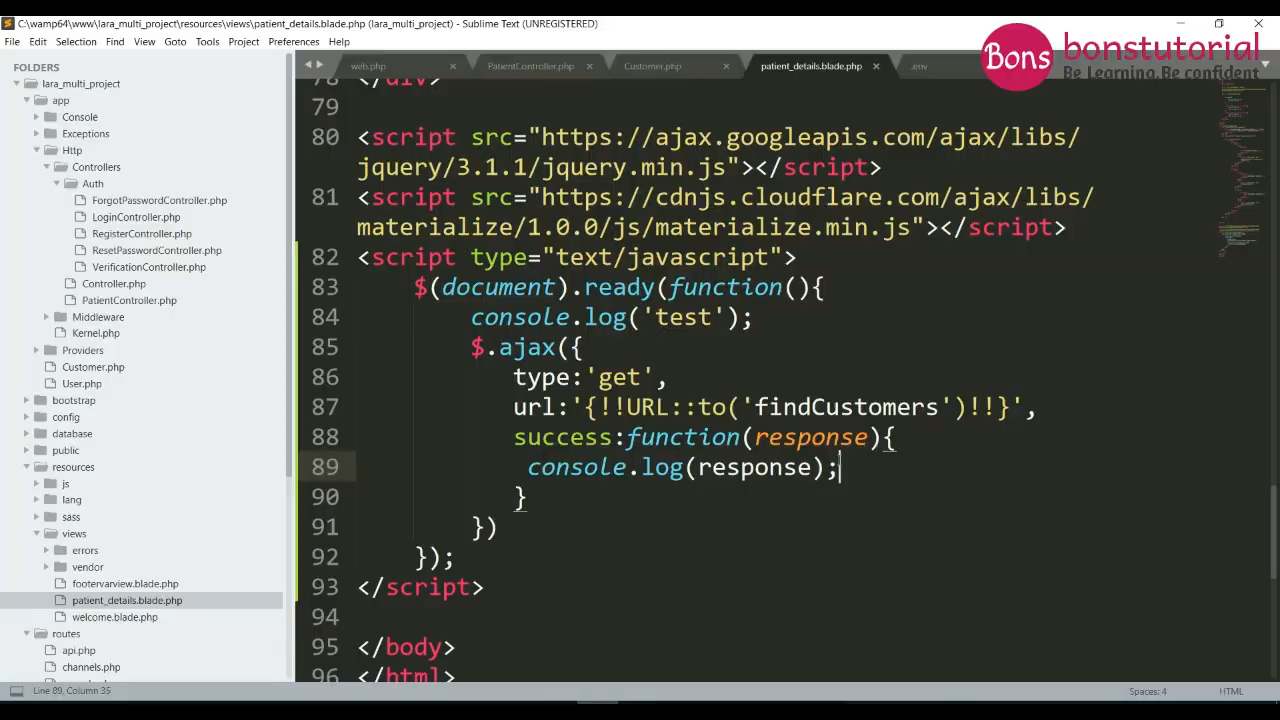 C:\wamp64\www\lara_multi_project\resources\views\patient_details.blade.php (lara_multi_project) - Sublime Text (UNREGISTERED)
File Edit Selection Find View Goto Tools Project Preferences Help
Bons
bonstutorial
Be Learning,Be confident
FOLDERS
lara_multi_project
app
Console
Exceptions
Http
Controllers
Auth
ForgotPasswordController.php
LoginController.php
RegisterController.php
ResetPasswordController.php
VerificationController.php
Controller.php
PatientController.php
Middleware
Kernel.php
Providers
Customer.php
User.php
bootstrap
config
database
public
resources
js
lang
sass
views
errors
vendor
footervarview.blade.php
patient_details.blade.php
welcome.blade.php
routes
api.php
channels.php
web.php PatientController.php Customer.php patient_details.blade.php .env
78 </div>
79
80 <script src="https://ajax.googleapis.com/ajax/libs/
jquery/3.1.1/jquery.min.js"></script>
81 <script src="https://cdnjs.cloudflare.com/ajax/libs/
materialize/1.0.0/js/materialize.min.js"></script>
82 <script type="text/javascript">
83 $(document).ready(function(){
84 console.log('test');
85 $.ajax({
86 type:'get',
87 url:'{!!URL::to('findCustomers')!!}',
88 success:function(response){
89 console.log(response);
90 }
91 })
92 });
93 </script>
94
95 </body>
96 </html>
Line 89, Column 35
Spaces: 4
HTML